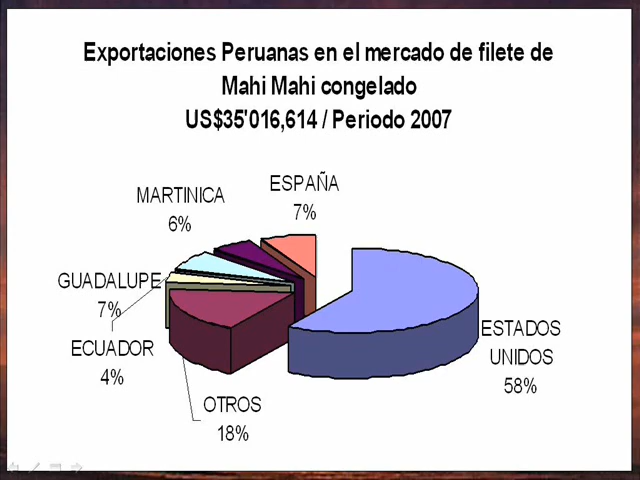 Exportaciones Peruanas en el mercado de filete de
Mahi Mahi congelado
US$35'016,614 / Periodo 2007
ESPAÑA
7%
MARTINICA
6%
GUADALUPE
7%
ECUADOR
4%
OTROS
18%
ESTADOS
UNIDOS
58%